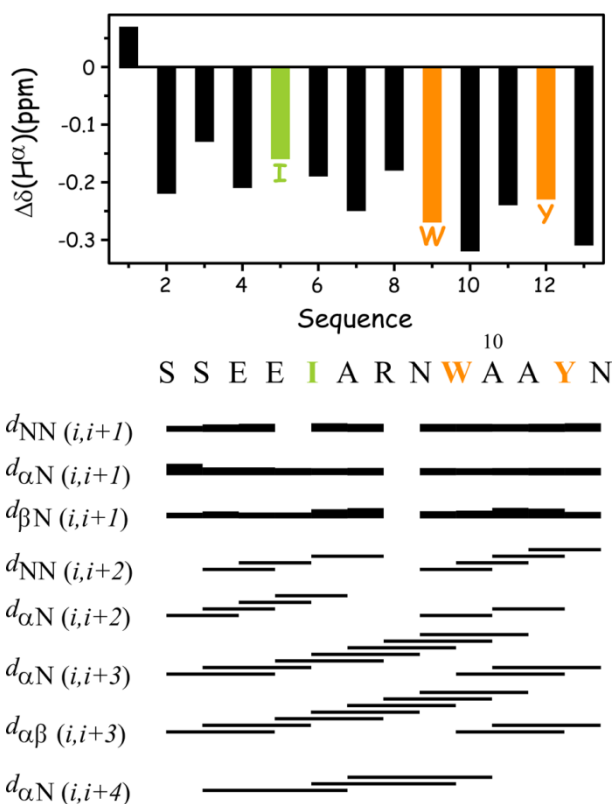 Δδ(Hα)(ppm)
0
-0.1
-0.2
-0.3
I
W
Y
2 4 6 8 10 12
Sequence
10
S S E E I A R N W A A Y N
dNN (i,i+1)
dαN (i,i+1)
dβN (i,i+1)
dNN (i,i+2)
dαN (i,i+2)
dαN (i,i+3)
dαβ (i,i+3)
dαN (i,i+4)